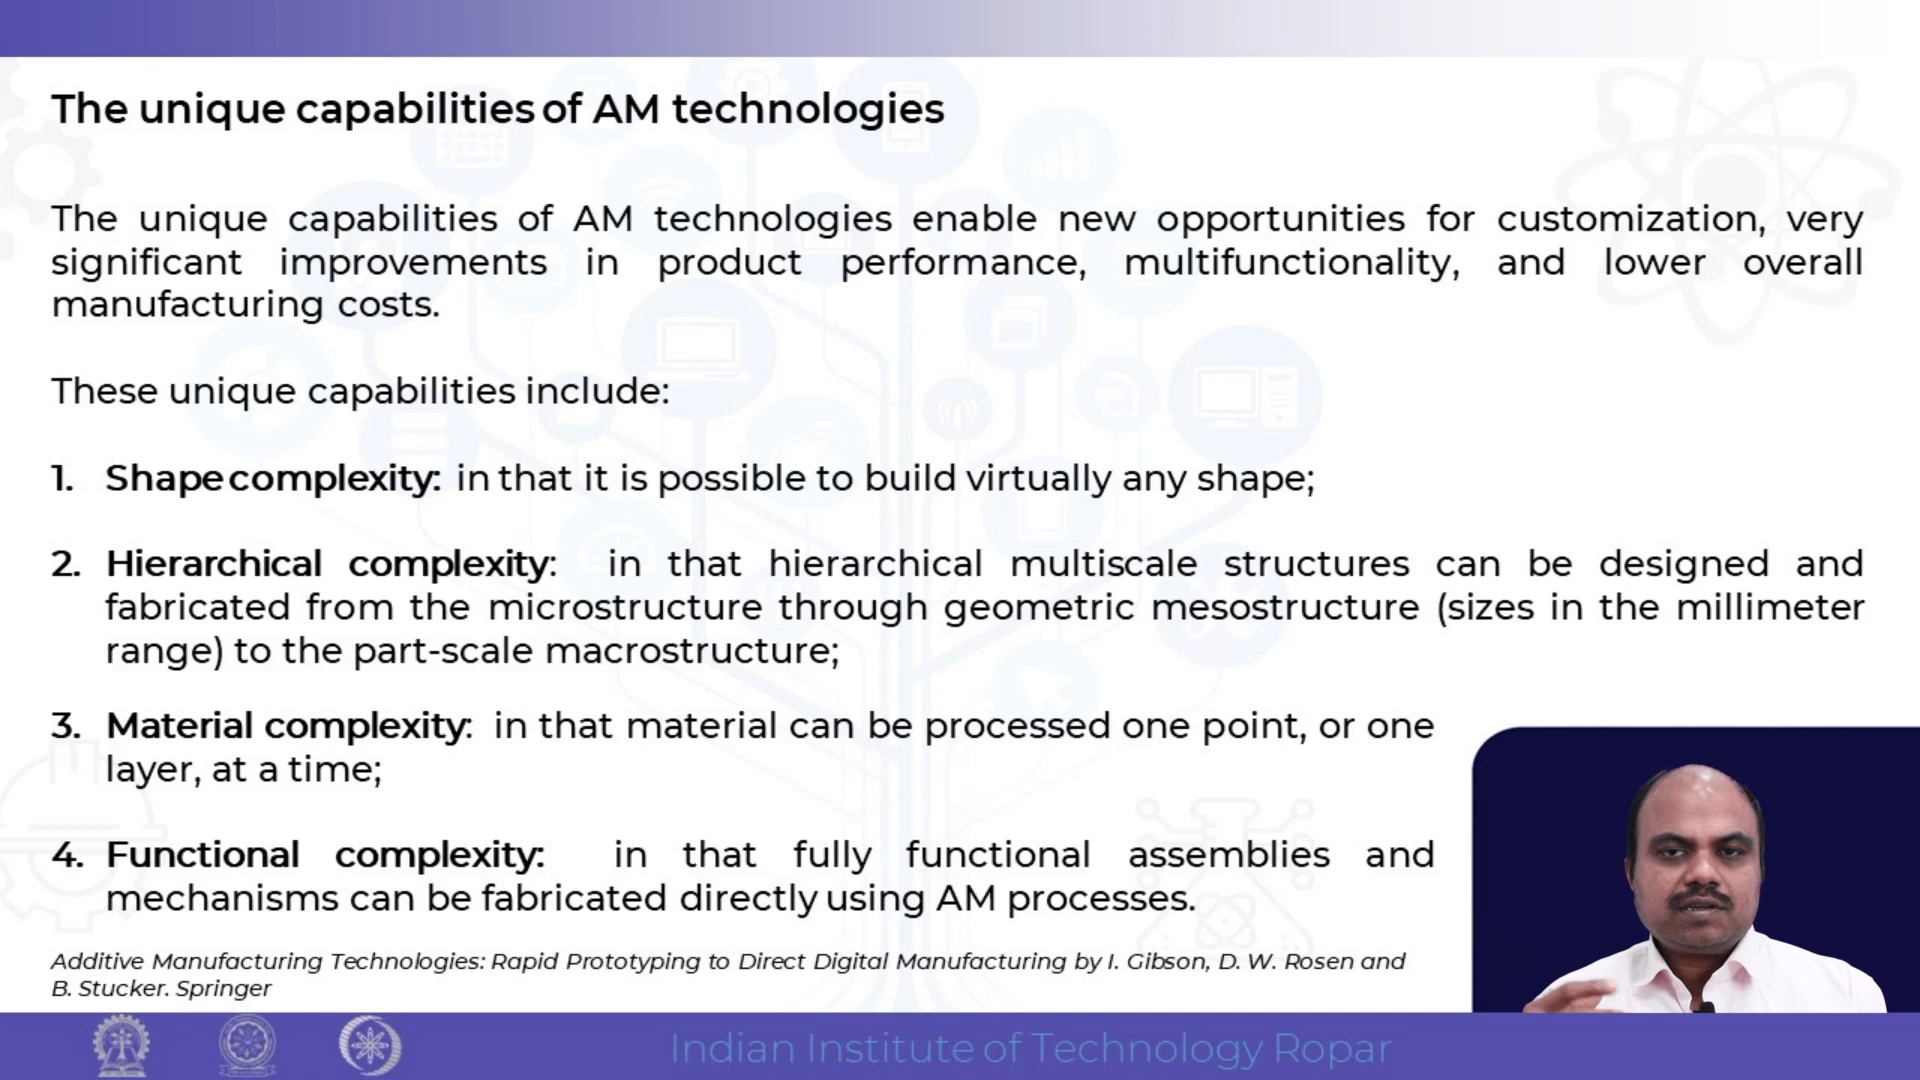 The unique capabilities of AM technologies
The unique capabilities of AM technologies enable new opportunities for customization, very
significant improvements in product performance, multifunctionality, and lower overall
manufacturing costs.
These unique capabilities include:
1. Shape complexity: in that it is possible to build virtually any shape;
2. Hierarchical complexity: in that hierarchical multiscale structures can be designed and
fabricated from the microstructure through geometric mesostructure (sizes in the millimeter
range) to the part-scale macrostructure;
3. Material complexity: in that material can be processed one point, or one
layer, at a time;
4. Functional complexity: in that fully functional assemblies and
mechanisms can be fabricated directly using AM processes.
Additive Manufacturing Technologies: Rapid Prototyping to Direct Digital Manufacturing by I. Gibson, D. W. Rosen and
B. Stucker. Springer
Indian Institute of Technology Ropar